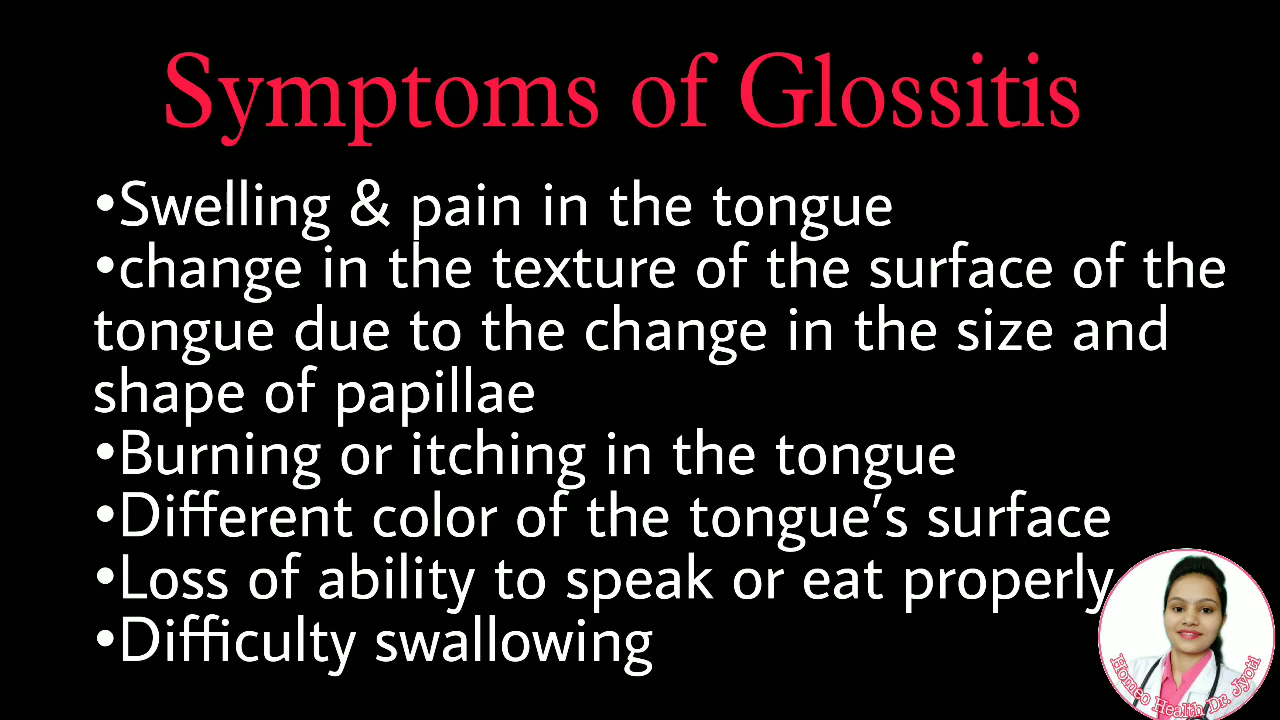 Symptoms of Glossitis
•Swelling & pain in the tongue
•change in the texture of the surface of the
tongue due to the change in the size and
shape of papillae
•Burning or itching in the tongue
•Different color of the tongue’s surface
•Loss of ability to speak or eat properly
•Difficulty swallowing
Homeo Health Dr. Jyoti